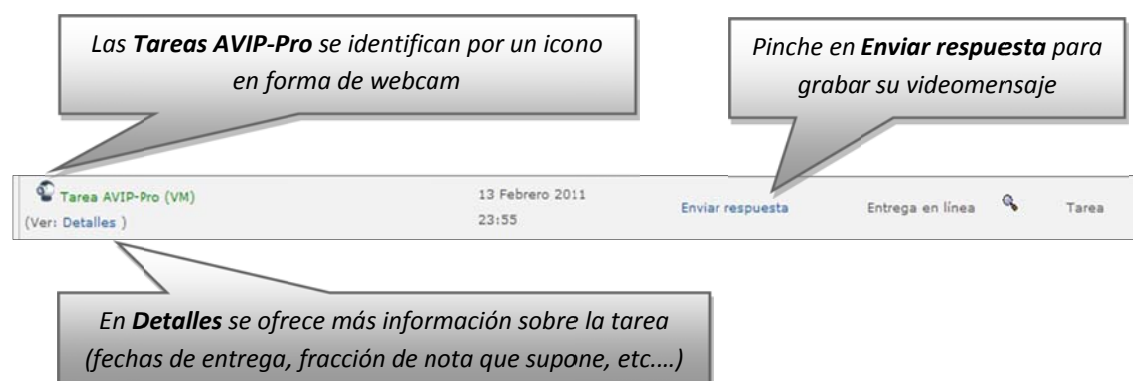 Las Tareas AVIP-Pro se identifican por un icono
en forma de webcam
Pinche en Enviar respuesta para
grabar su videomensaje
Tarea AVIP-Pro (VM)
(Ver: Detalles )
13 Febrero 2011
23:55
Enviar respuesta
Entrega en línea
Tarea
En Detalles se ofrece más información sobre la tarea
(fechas de entrega, fracción de nota que supone, etc....)